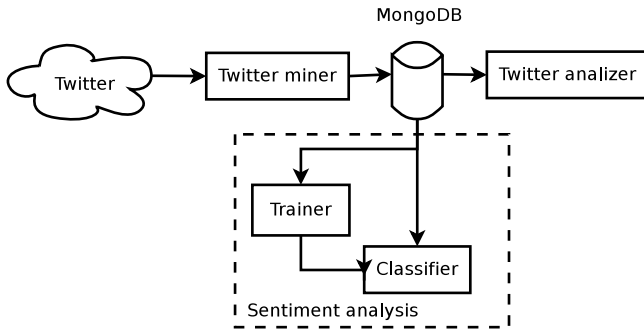 MongoDB
Twitter
Twitter miner
Twitter analizer
Trainer
Classifier
Sentiment analysis